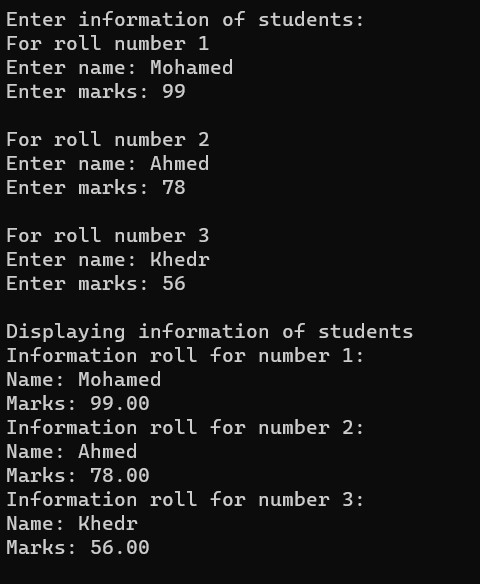 Enter information of students:
For roll number 1
Enter name: Mohamed
Enter marks: 99
For roll number 2
Enter name: Ahmed
Enter marks: 78
For roll number 3
Enter name: Khedr
Enter marks: 56
Displaying information of students
Information roll for number 1:
Name: Mohamed
Marks: 99.00
Information roll for number 2:
Name: Ahmed
Marks: 78.00
Information roll for number 3:
Name: Khedr
Marks: 56.00